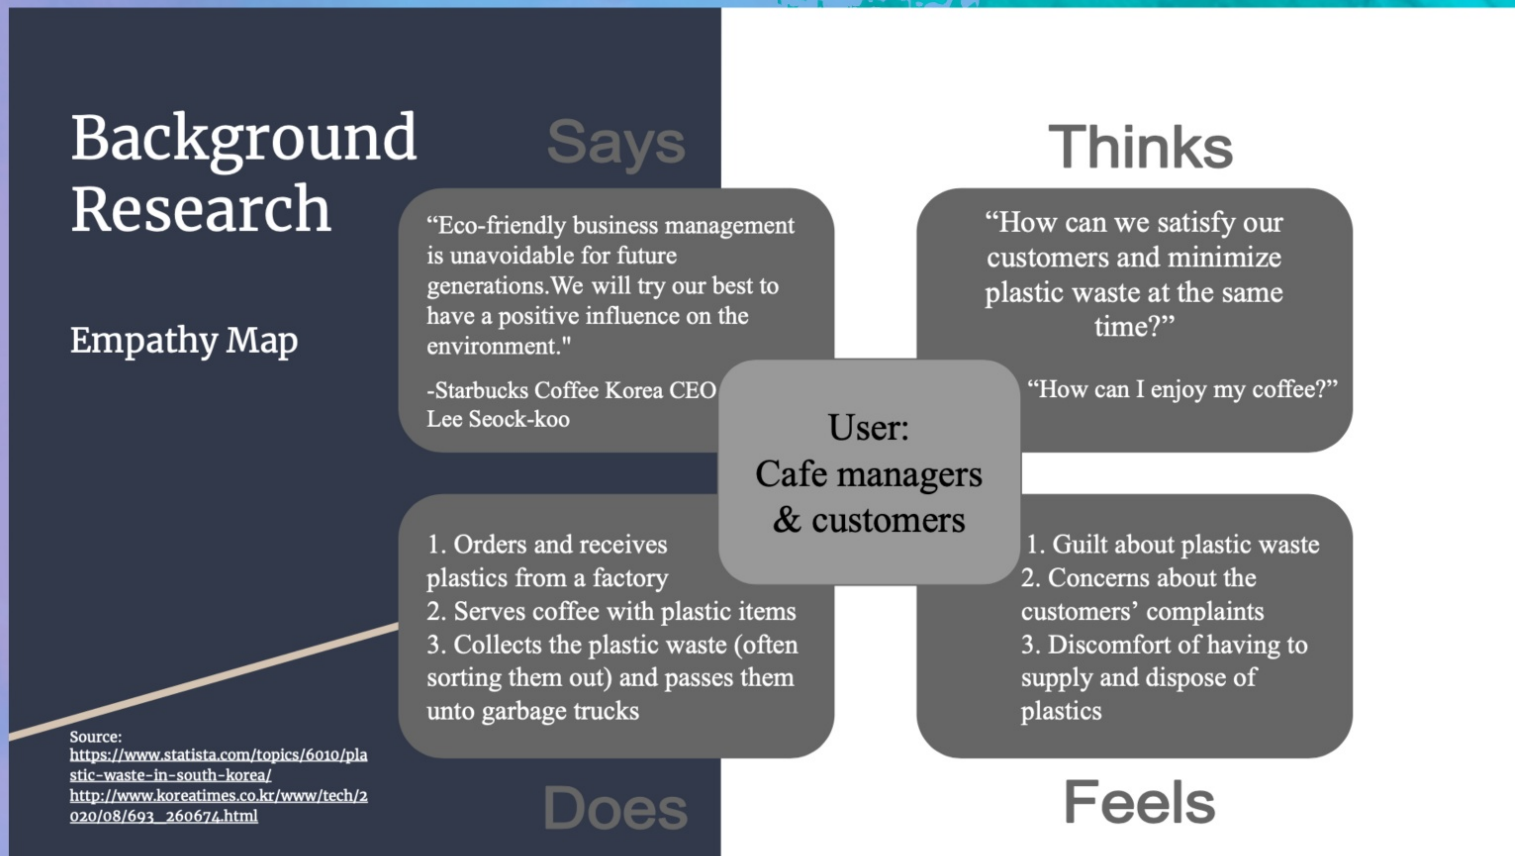 Background
Research
Empathy Map
Says
“Eco-friendly business management
is unavoidable for future
generations.We will try our best to
have a positive influence on the
environment."
-Starbucks Coffee Korea CEO
Lee Seock-koo
Thinks
“How can we satisfy our
customers and minimize
plastic waste at the same
time?”
“How can I enjoy my coffee?”
User:
Cafe managers
& customers
1. Orders and receives
plastics from a factory
2. Serves coffee with plastic items
3. Collects the plastic waste (often
sorting them out) and passes them
unto garbage trucks
Does
1. Guilt about plastic waste
2. Concerns about the
customers’ complaints
3. Discomfort of having to
supply and dispose of
plastics
Feels
Source:
https://www.statista.com/topics/6010/pla
stic-waste-in-south-korea/
http://www.koreatimes.co.kr/www/tech/2
020/08/693_260674.html